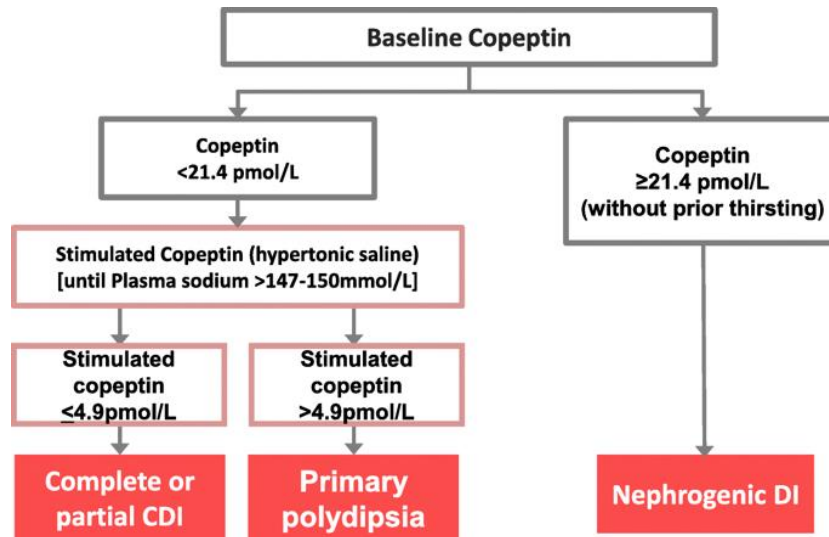 Baseline Copeptin
Copeptin
<21.4 pmol/L
Copeptin
≥21.4 pmol/L
(without prior thirsting)
Stimulated Copeptin (hypertonic saline)
[until Plasma sodium >147-150mmol/L]
Stimulated
copeptin
≤4.9pmol/L
Stimulated
copeptin
>4.9pmol/L
Complete or
partial CDI
Primary
polydipsia
Nephrogenic DI